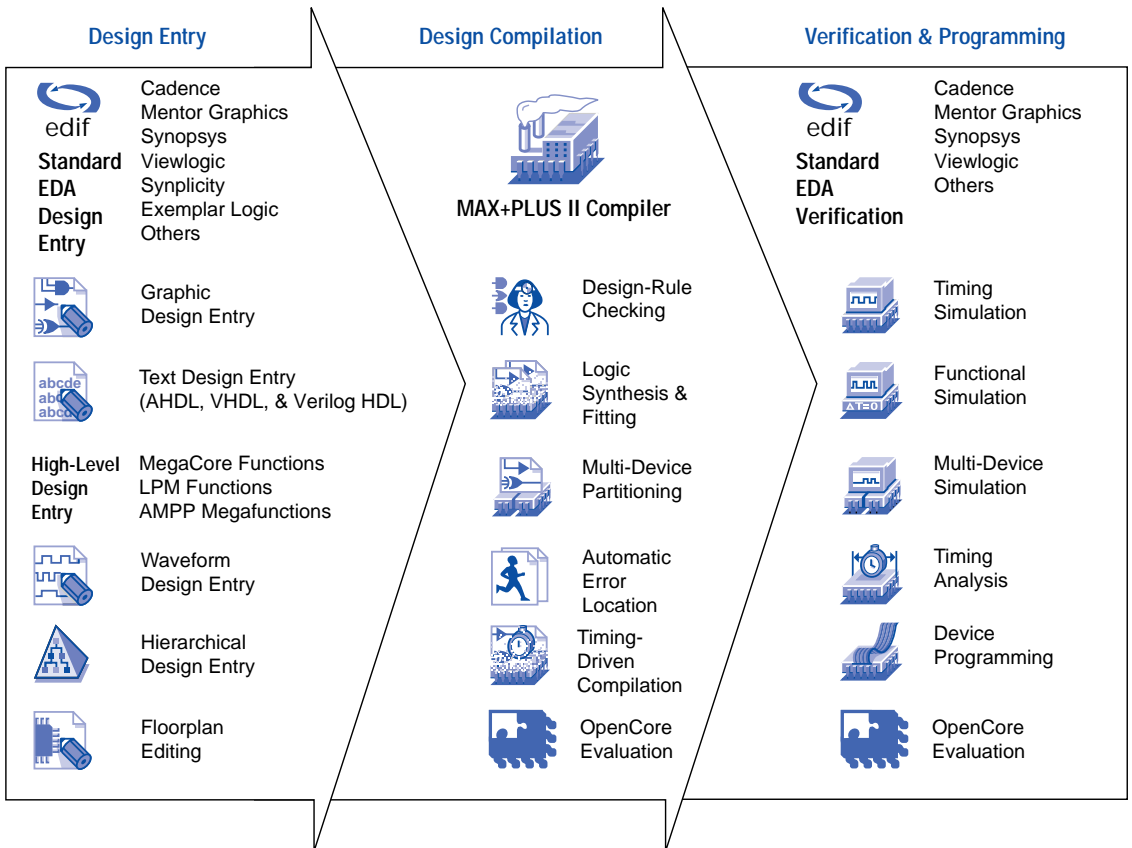 Design Entry
edif
Standard
EDA
Design
Entry
Cadence
Mentor Graphics
Synopsys
Viewlogic
Synplicity
Exemplar Logic
Others
Graphic
Design Entry
abcde
abc
abcd
Text Design Entry
(AHDL, VHDL, & Verilog HDL)
High-Level
Design
Entry
MegaCore Functions
LPM Functions
AMPP Megafunctions
Waveform
Design Entry
Hierarchical
Design Entry
Floorplan
Editing
Design Compilation
MAX+PLUS II Compiler
Design-Rule
Checking
Logic
Synthesis &
Fitting
Multi-Device
Partitioning
Automatic
Error
Location
Timing-
Driven
Compilation
OpenCore
Evaluation
Verification & Programming
edif
Standard
EDA
Verification
Cadence
Mentor Graphics
Synopsys
Viewlogic
Others
Timing
Simulation
ΔT=0
Functional
Simulation
Multi-Device
Simulation
Timing
Analysis
Device
Programming
OpenCore
Evaluation